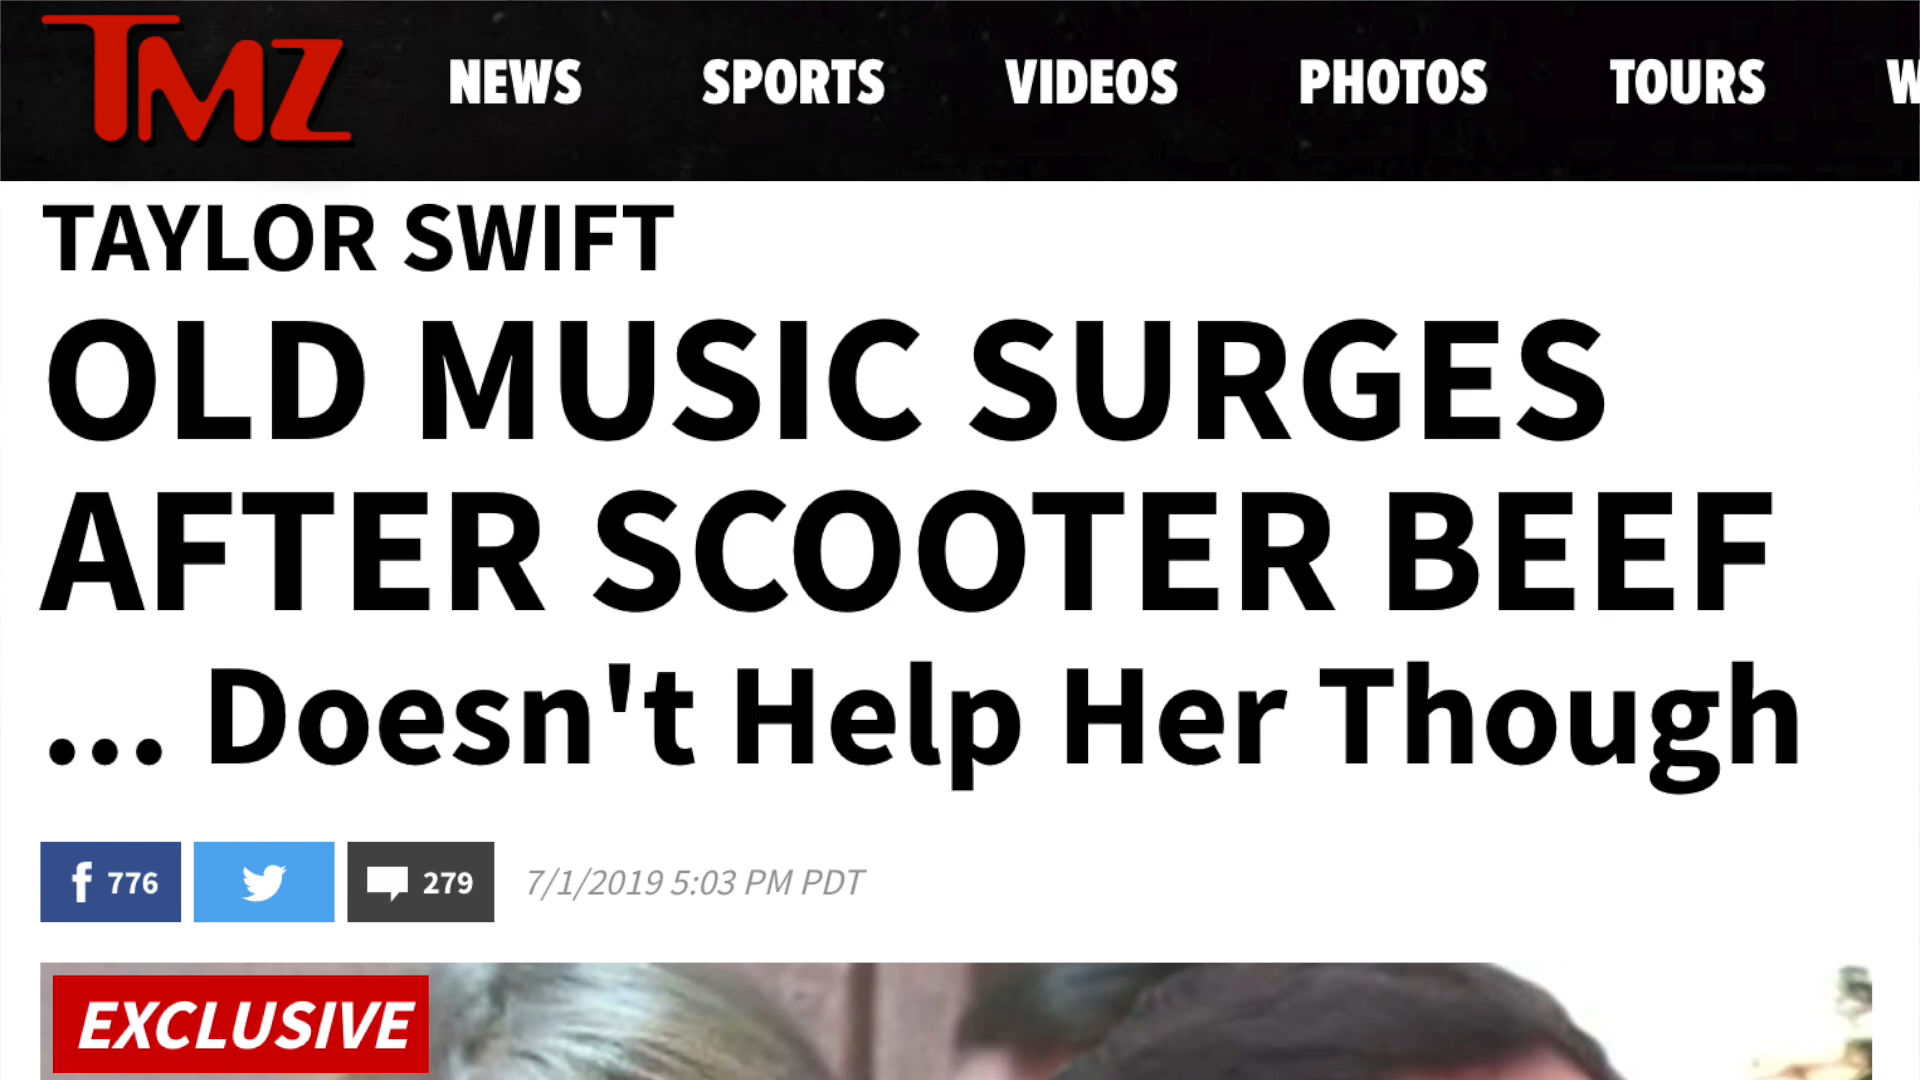 TMZ NEWS SPORTS VIDEOS PHOTOS TOURS W
TAYLOR SWIFT
OLD MUSIC SURGES
AFTER SCOOTER BEEF
... Doesn't Help Her Though
f 776 279 7/1/2019 5:03 PM PDT
EXCLUSIVE